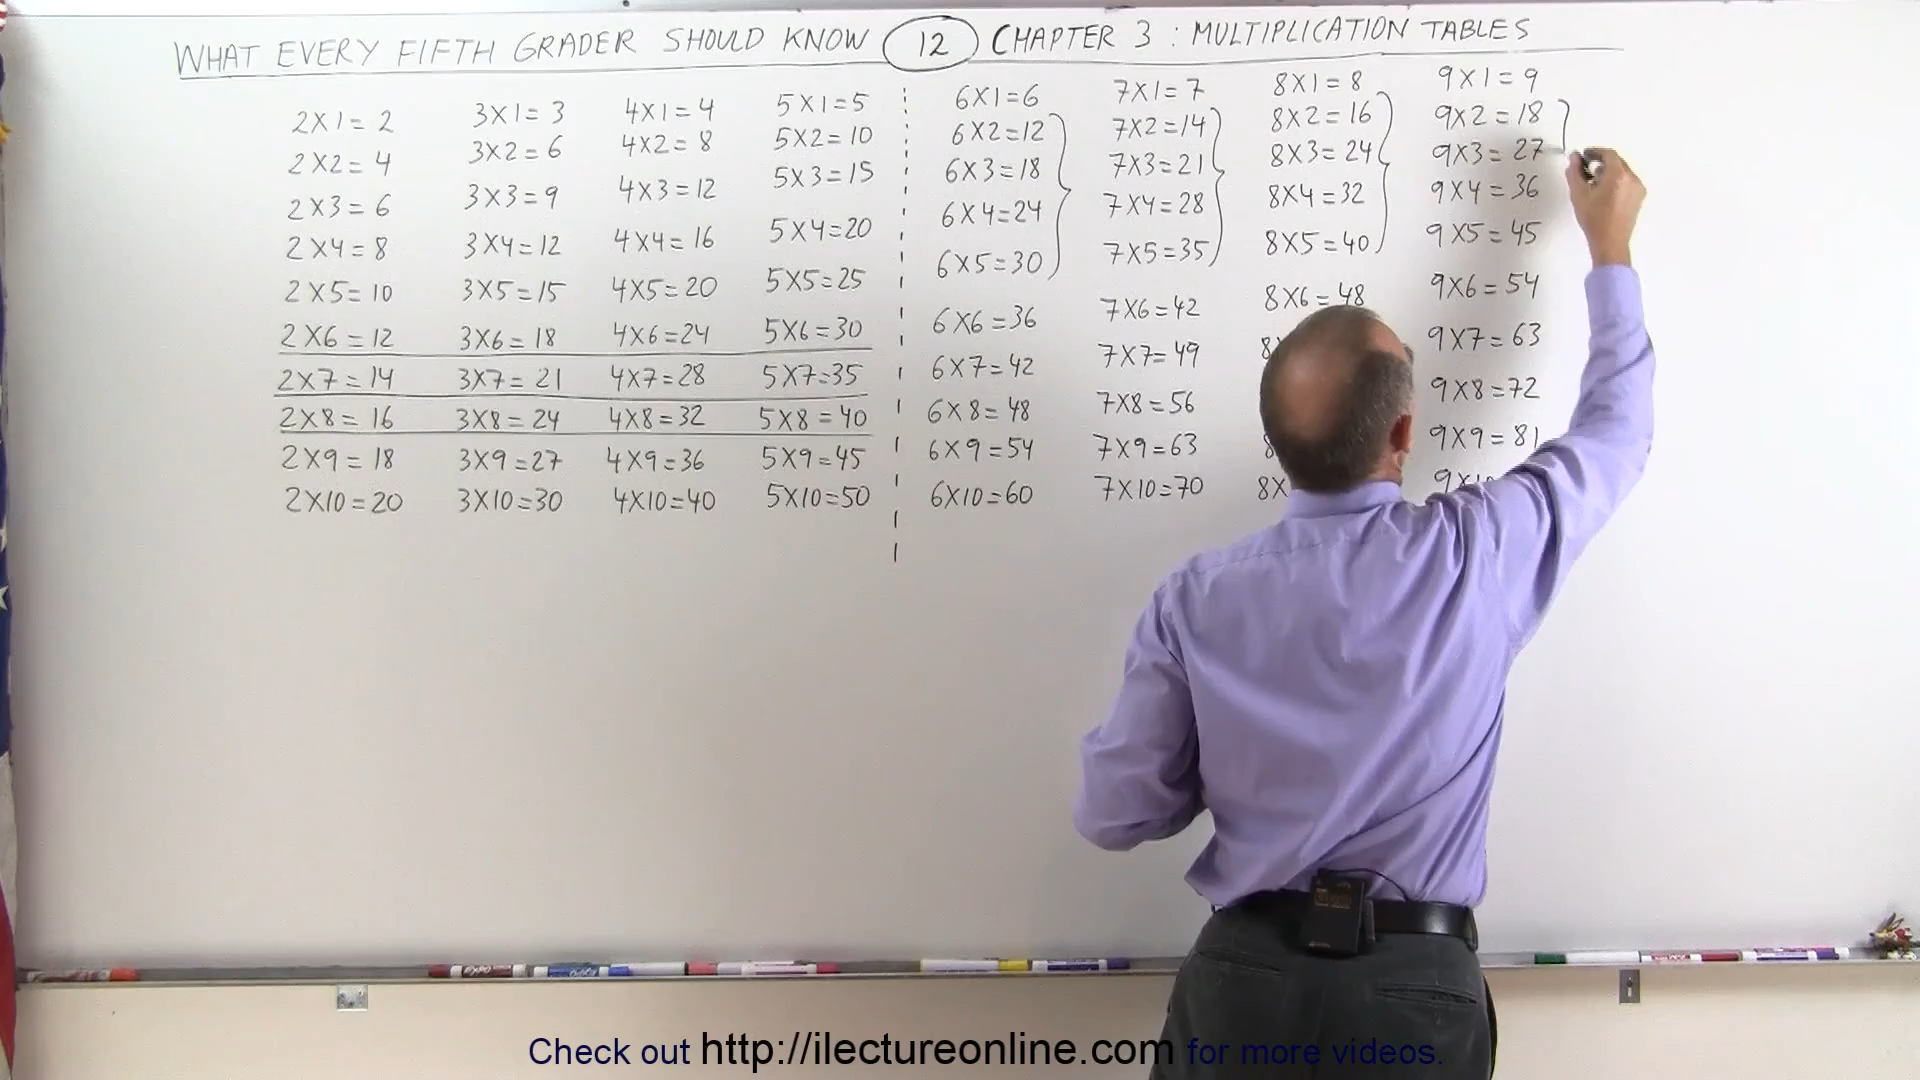 WHAT EVERY FIFTH GRADER SHOULD KNOW 12 CHAPTER 3 : MULTIPLICATION TABLES
2X1=2
2X2=4
2X3=6
2X4=8
2X5=10
2X6=12
2X7=14
2X8=16
2X9=18
2X10=20
3X1=3
3X2=6
3X3=9
3X4=12
3X5=15
3X6=18
3X7=21
3X8=24
3X9=27
3X10=30
4X1=4
4X2=8
4X3=12
4X4=16
4X5=20
4X6=24
4X7=28
4X8=32
4X9=36
4X10=40
5X1=5
5X2=10
5X3=15
5X4=20
5X5=25
5X6=30
5X7=35
5X8=40
5X9=45
5X10=50
6X1=6
6X2=12
6X3=18
6X4=24
6X5=30
6X6=36
6X7=42
6X8=48
6X9=54
6X10=60
7X1=7
7X2=14
7X3=21
7X4=28
7X5=35
7X6=42
7X7=49
7X8=56
7X9=63
7X10=70
8X1=8
8X2=16
8X3=24
8X4=32
8X5=40
8X6=48
8X
9X1=9
9X2=18
9X3=27
9X4=36
9X5=45
9X6=54
9X7=63
9X8=72
9X9=81
Check out http://ilectureonline.com for more videos.